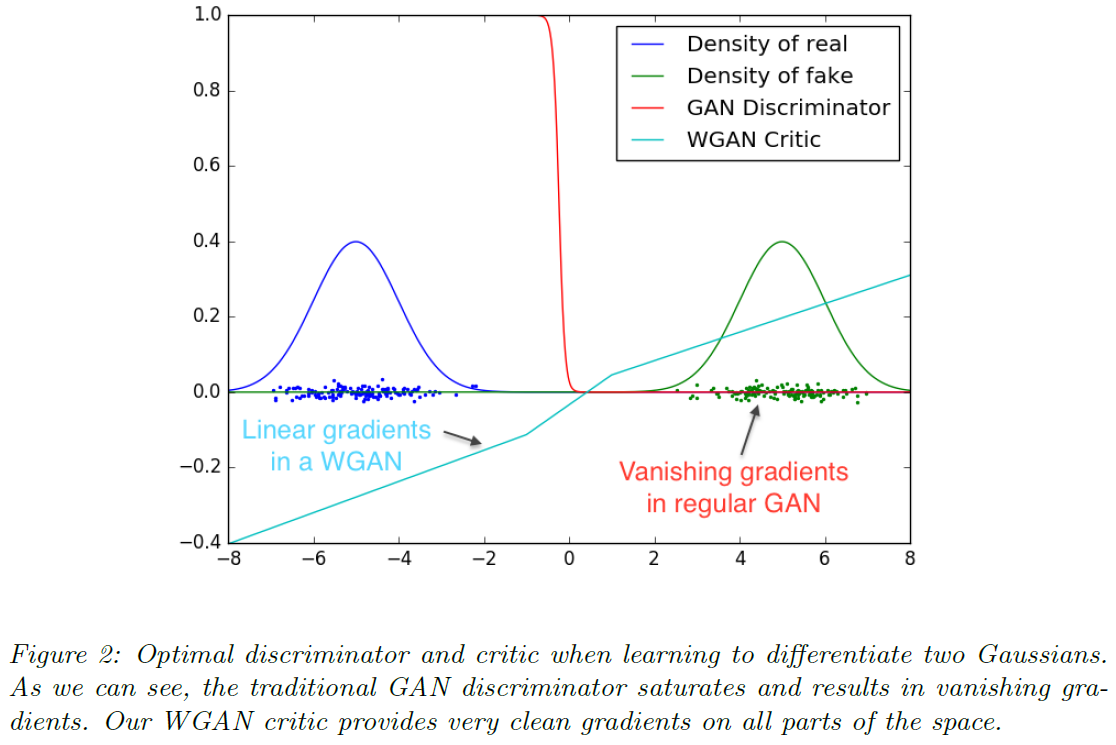 1.0
0.8
0.6
0.4
0.2
0.0
−0.2
−0.4
−8
−6
−4
−2
0
2
4
6
8
Density of real
Density of fake
GAN Discriminator
WGAN Critic
Linear gradients
in a WGAN
Vanishing gradients
in regular GAN
Figure 2: Optimal discriminator and critic when learning to differentiate two Gaussians.
As we can see, the traditional GAN discriminator saturates and results in vanishing gra-
dients. Our WGAN critic provides very clean gradients on all parts of the space.